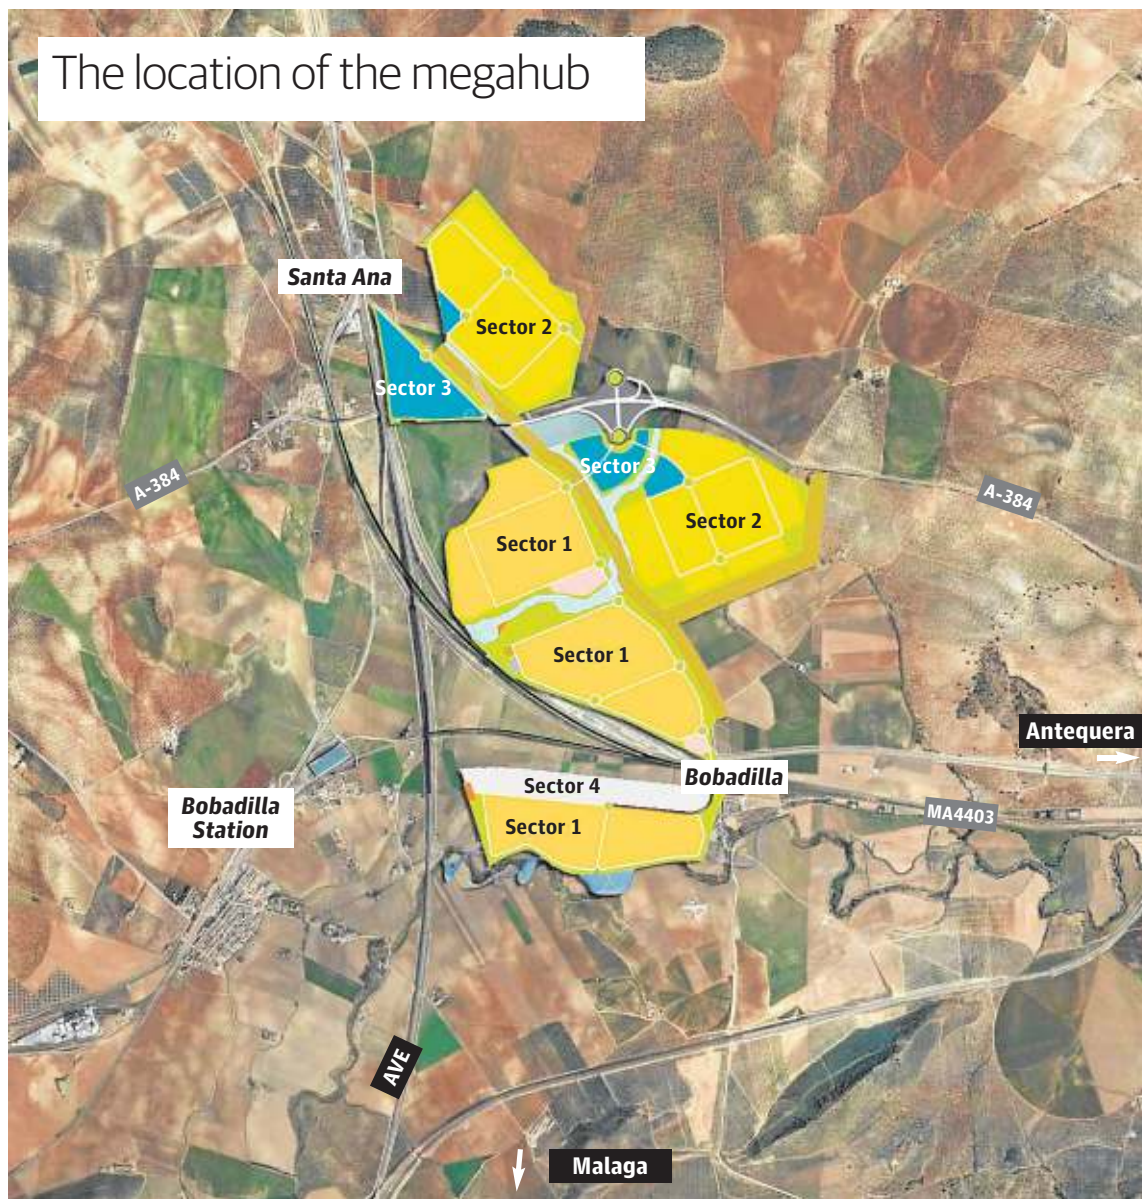 The location of the megahub
Santa Ana
Sector 2
Sector 3
Sector 3
A-384
A-384
Sector 2
Sector 1
Sector 1
Antequera
Bobadilla
Sector 4
Bobadilla
Station
MA4403
Sector 1
AVE
Malaga